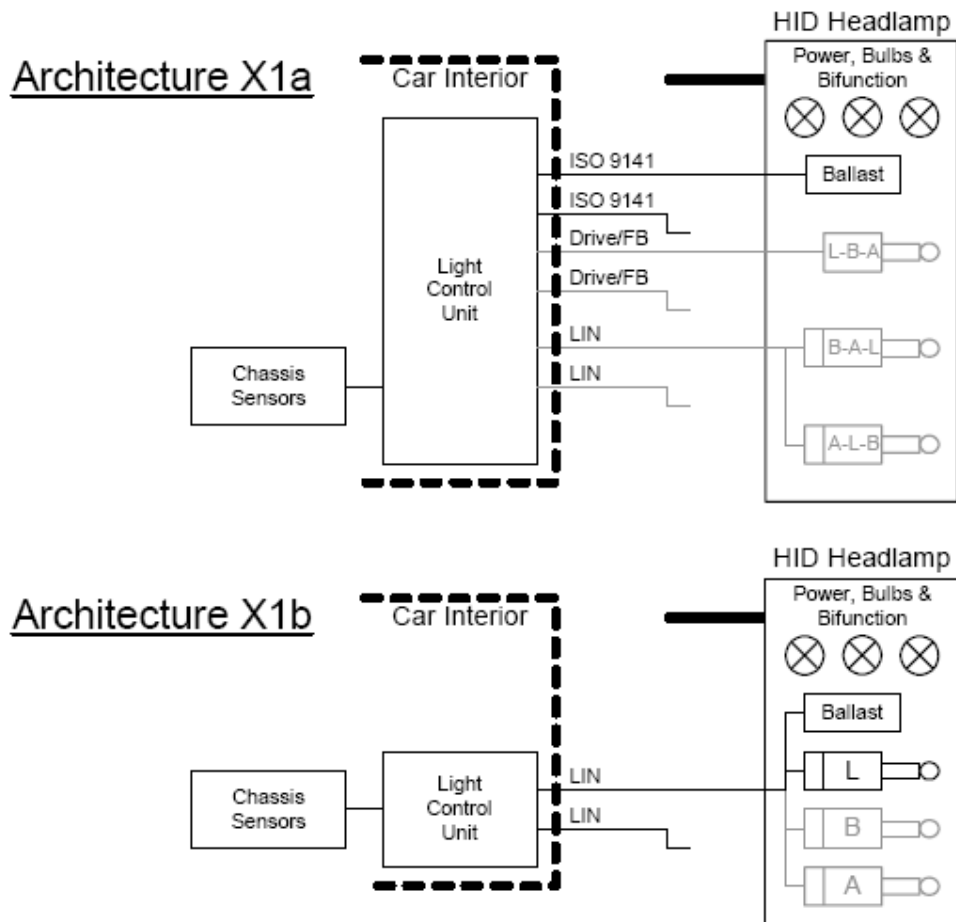 HID Headlamp
Architecture X1a
Car Interior
Power, Bulbs &
Bifunction
ISO 9141
Ballast
ISO 9141
Drive/FB
L-B-A
Light
Control
Unit
Drive/FB
LIN
B-A-L
Chassis
Sensors
LIN
A-L-B
HID Headlamp
Architecture X1b
Car Interior
Power, Bulbs &
Bifunction
Ballast
L
LIN
Chassis
Sensors
Light
Control
Unit
LIN
B
A